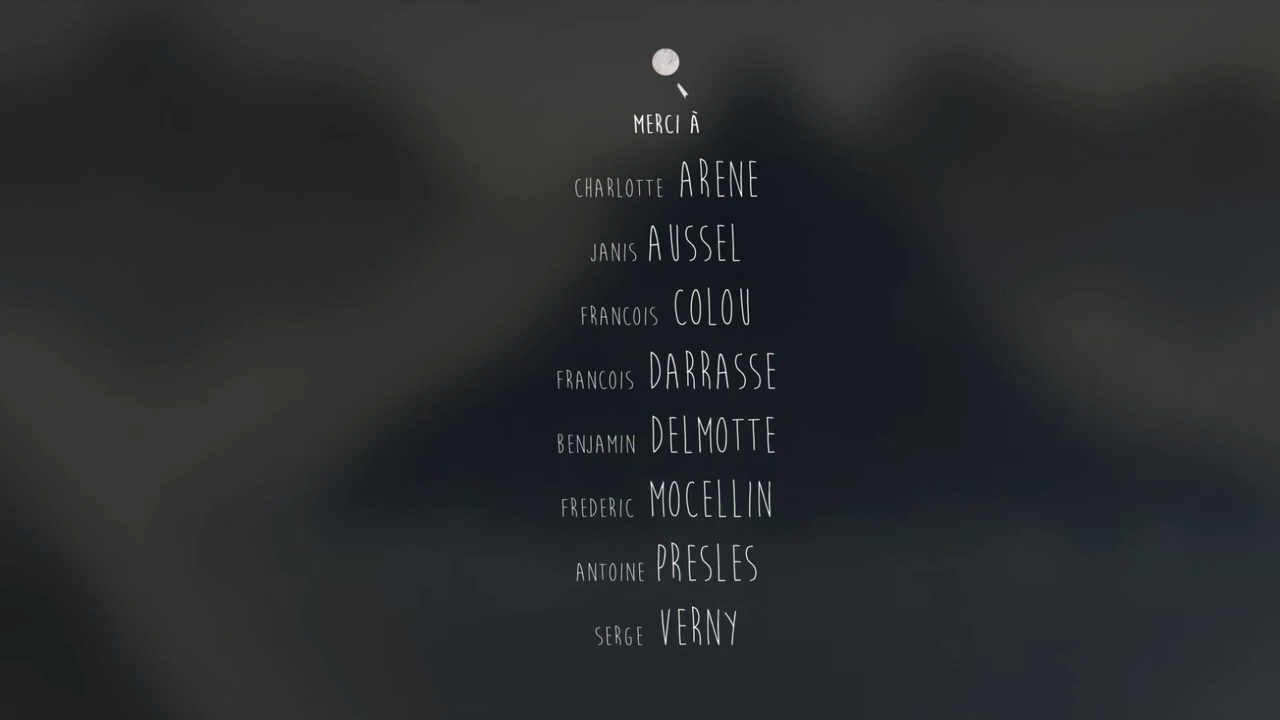 MERCI À
CHARLOTTE ARENE
JANIS AUSSEL
FRANCOIS COLOU
FRANCOIS DARRASSE
BENJAMIN DELMOTTE
FREDERIC MOCELLIN
ANTOINE PRESLES
SERGE VERNY